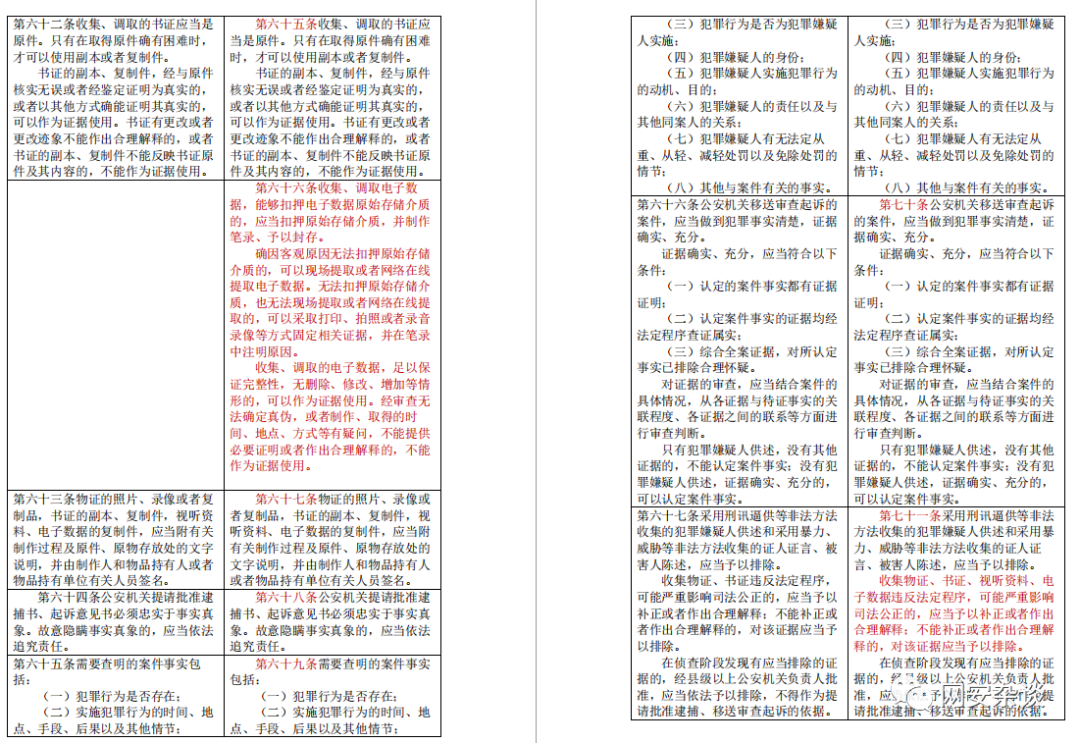 第六十二条收集、调取的书证应当是
原件。只有在取得原件确有困难时，
才可以使用副本或者复制件。
书证的副本、复制件，经与原件
核实无误或者经鉴定证明为真实的，
或者以其他方式确能证明其真实的，
可以作为证据使用。书证有更改或者
更改迹象不能作出合理解释的，或者
书证的副本、复制件不能反映书证原
件及其内容的，不能作为证据使用。
第六十五条收集、调取的书证应
当是原件。只有在取得原件确有困难
时，才可以使用副本或者复制件。
书证的副本、复制件，经与原件
核实无误或者经鉴定证明为真实的，
或者以其他方式确能证明其真实的，
可以作为证据使用。书证有更改或者
更改迹象不能作出合理解释的，或者
书证的副本、复制件不能反映书证原
件及其内容的，不能作为证据使用。
第六十六条收集、调取电子数
据，能够扣押电子数据原始存储介质
的，应当扣押原始存储介质，并制作
笔录、予以封存。
确因客观原因无法扣押原始存储
介质的，可以现场提取或者网络在线
提取电子数据。无法扣押原始存储介
质，也无法现场提取或者网络在线提
取的，可以采取打印、拍照或者录音
录像等方式固定相关证据，并在笔录
中注明原因。
收集、调取的电子数据，足以保
证完整性，无删除、修改、增加等情
形的，可以作为证据使用。经审查无
法确定真伪，或者制作、取得的时
间、地点、方式等有疑问，不能提供
必要证明或者作出合理解释的，不能
作为证据使用。
第六十三条物证的照片、录像或者复
制品，书证的副本、复制件，视听资
料、电子数据的复制件，应当附有关
制作过程及原件、原物存放处的文字
说明，并由制作人和物品持有人或者
物品持有单位有关人员签名。
第六十七条物证的照片、录像或
者复制品，书证的副本、复制件，视
听资料、电子数据的复制件，应当附
有关制作过程及原件、原物存放处的
文字说明，并由制作人和物品持有人
或者物品持有单位有关人员签名。
第六十四条公安机关提请批准逮
捕书、起诉意见书必须忠实于事实真
象。故意隐瞒事实真象的，应当依法
追究责任。
第六十八条公安机关提请批准逮
捕书、起诉意见书必须忠实于事实真
象。故意隐瞒事实真象的，应当依法
追究责任。
第六十五条需要查明的案件事实包
括：
（一）犯罪行为是否存在；
（二）实施犯罪行为的时间、地
点、手段、后果以及其他情节；
第六十九条需要查明的案件事实
包括：
（一）犯罪行为是否存在；
（二）实施犯罪行为的时间、地
点、手段、后果以及其他情节；
（三）犯罪行为是否为犯罪嫌疑
人实施；
（四）犯罪嫌疑人的身份；
（五）犯罪嫌疑人实施犯罪行为
的动机、目的；
（六）犯罪嫌疑人的责任以及与
其他同案人的关系；
（七）犯罪嫌疑人有无法定从
重、从轻、减轻处罚以及免除处罚的
情节；
（八）其他与案件有关的事实。
（三）犯罪行为是否为犯罪嫌疑
人实施；
（四）犯罪嫌疑人的身份；
（五）犯罪嫌疑人实施犯罪行为
的动机、目的；
（六）犯罪嫌疑人的责任以及与
其他同案人的关系；
（七）犯罪嫌疑人有无法定从
重、从轻、减轻处罚以及免除处罚的
情节；
（八）其他与案件有关的事实。
第六十六条公安机关移送审查起诉的
案件，应当做到犯罪事实清楚，证据
确实、充分。
证据确实、充分，应当符合以下
条件：
（一）认定的案件事实都有证据
证明；
（二）认定案件事实的证据均经
法定程序查证属实；
（三）综合全案证据，对所认定
事实已排除合理怀疑。
对证据的审查，应当结合案件的
具体情况，从各证据与待证事实的关
联程度、各证据之间的联系等方面进
行审查判断。
只有犯罪嫌疑人供述，没有其他
证据的，不能认定案件事实；没有犯
罪嫌疑人供述，证据确实、充分的，
可以认定案件事实。
第七十条公安机关移送审查起诉
的案件，应当做到犯罪事实清楚，证
据确实、充分。
证据确实、充分，应当符合以下
条件：
（一）认定的案件事实都有证据
证明；
（二）认定案件事实的证据均经
法定程序查证属实；
（三）综合全案证据，对所认定
事实已排除合理怀疑。
对证据的审查，应当结合案件的
具体情况，从各证据与待证事实的关
联程度、各证据之间的联系等方面进
行审查判断。
只有犯罪嫌疑人供述，没有其他
证据的，不能认定案件事实；没有犯
罪嫌疑人供述，证据确实、充分的，
可以认定案件事实。
第六十七条采用刑讯逼供等非法方法
收集的犯罪嫌疑人供述和采用暴力、
威胁等非法方法收集的证人证言、被
害人陈述，应当予以排除。
收集物证、书证违反法定程序，
可能严重影响司法公正的，应当予以
补正或者作出合理解释；不能补正或
者作出合理解释的，对该证据应当予
以排除。
在侦查阶段发现有应当排除的证
据的，经县级以上公安机关负责人批
准，应当依法予以排除，不得作为提
请批准逮捕、移送审查起诉的依据。
第七十一条采用刑讯逼供等非法
方法收集的犯罪嫌疑人供述和采用暴
力、威胁等非法方法收集的证人证
言、被害人陈述，应当予以排除。
收集物证、书证、视听资料、电
子数据违反法定程序，可能严重影响
司法公正的，应当予以补正或者作出
合理解释；不能补正或者作出合理解
释的，对该证据应当予以排除。
在侦查阶段发现有应当排除的证
据的，经县级以上公安机关负责人批
准，应当依法予以排除，不得作为提
请批准逮捕、移送审查起诉的依据。
网安杂谈